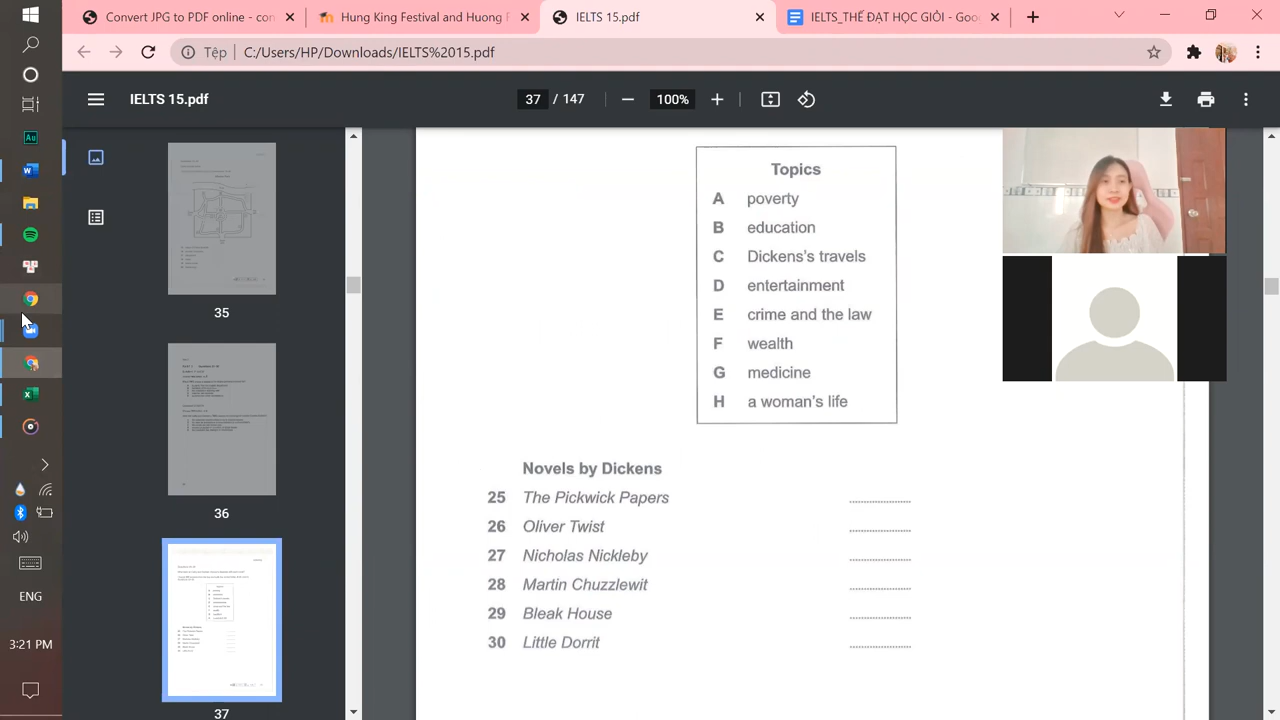 Convert JPG to PDF online - con
Hung King Festival and Huong F
IELTS 15.pdf
IELTS_THẾ ĐẠT HỌC GIỎI - Goo
Tệp
C:/Users/HP/Downloads/IELTS%2015.pdf
IELTS 15.pdf
37 / 147
100%
Topics
A poverty
B education
C Dickens's travels
D entertainment
E crime and the law
F wealth
G medicine
H a woman's life
Novels by Dickens
25 The Pickwick Papers ....................
26 Oliver Twist ....................
27 Nicholas Nickleby ....................
28 Martin Chuzzlewit ....................
29 Bleak House ....................
30 Little Dorrit ....................
35
36
37
Au
W
X
ENG
3:21 PM